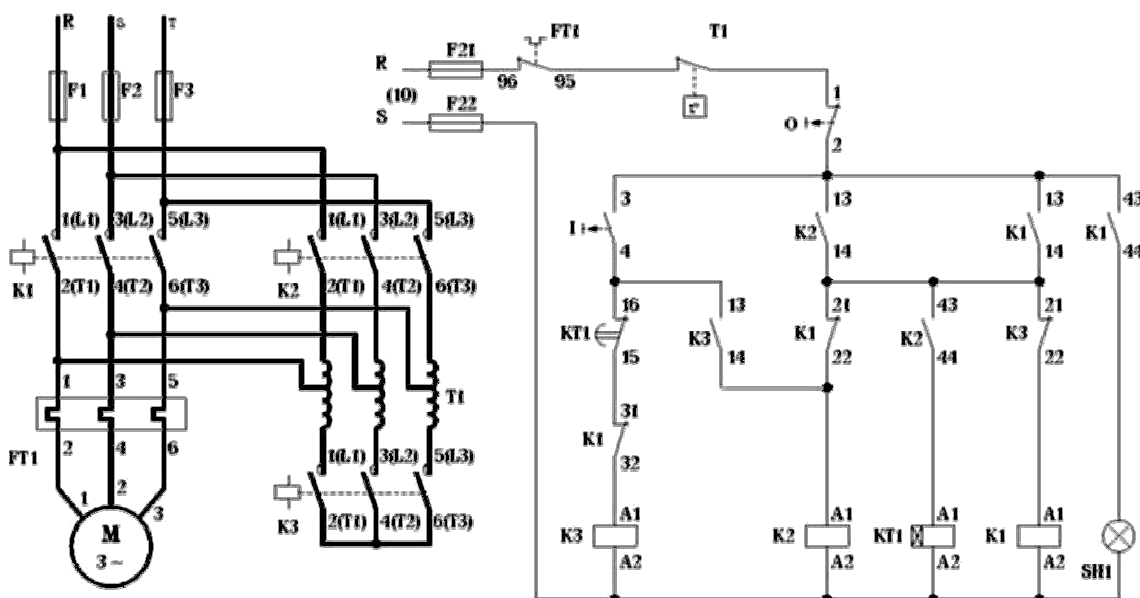 R S T
F1 F2 F3
1(L1) 3(L2) 5(L3)
K1
2(T1) 4(T2) 6(T3)
1(L1) 3(L2) 5(L3)
K2
2(T1) 4(T2) 6(T3)
1 3 5
T1
FT1
2 4 6
1(L1) 3(L2) 5(L3)
K3
2(T1) 4(T2) 6(T3)
1 2 3
M
3 ~
FT1 T1
R F21 96 95
(10)
S F22
1
O
2
3 13 13 43
I K2 K1 K1
4 14 14 44
16 13 21 43 21
KT1 K3 K1 K2 K3
15 14 22 44 22
31
K1
32
A1 A1 A1 A1
K3 K2 KT1 K1
A2 A2 A2 A2
SH1